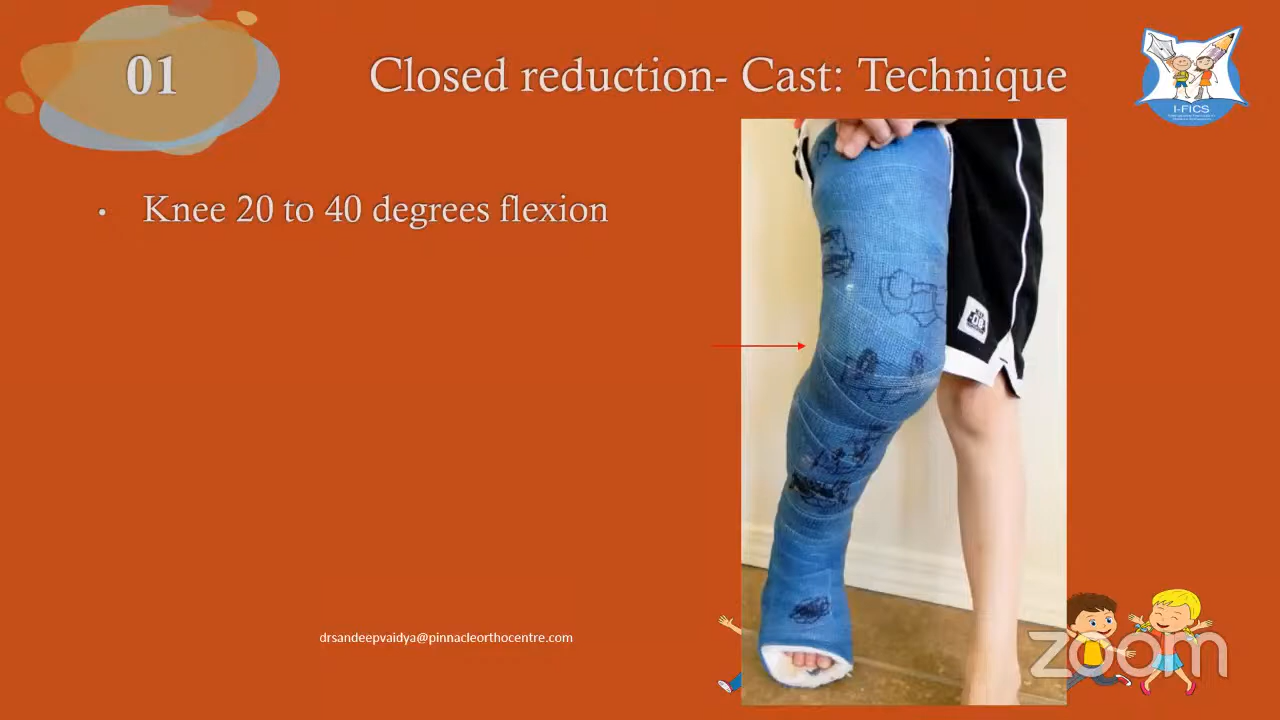 01
Closed reduction- Cast: Technique
I-FICS
• Knee 20 to 40 degrees flexion
drsandeepvaidya@pinnacleorthocentre.com
zoom